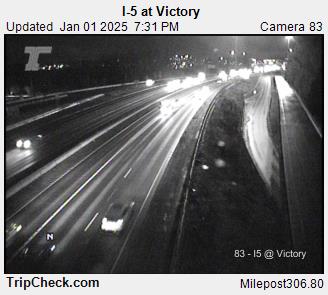 I-5 at Victory
Updated Jan 01 2025 7:31 PM Camera 83
T
N
83 - I5 @ Victory
TripCheck.com Milepost306.80